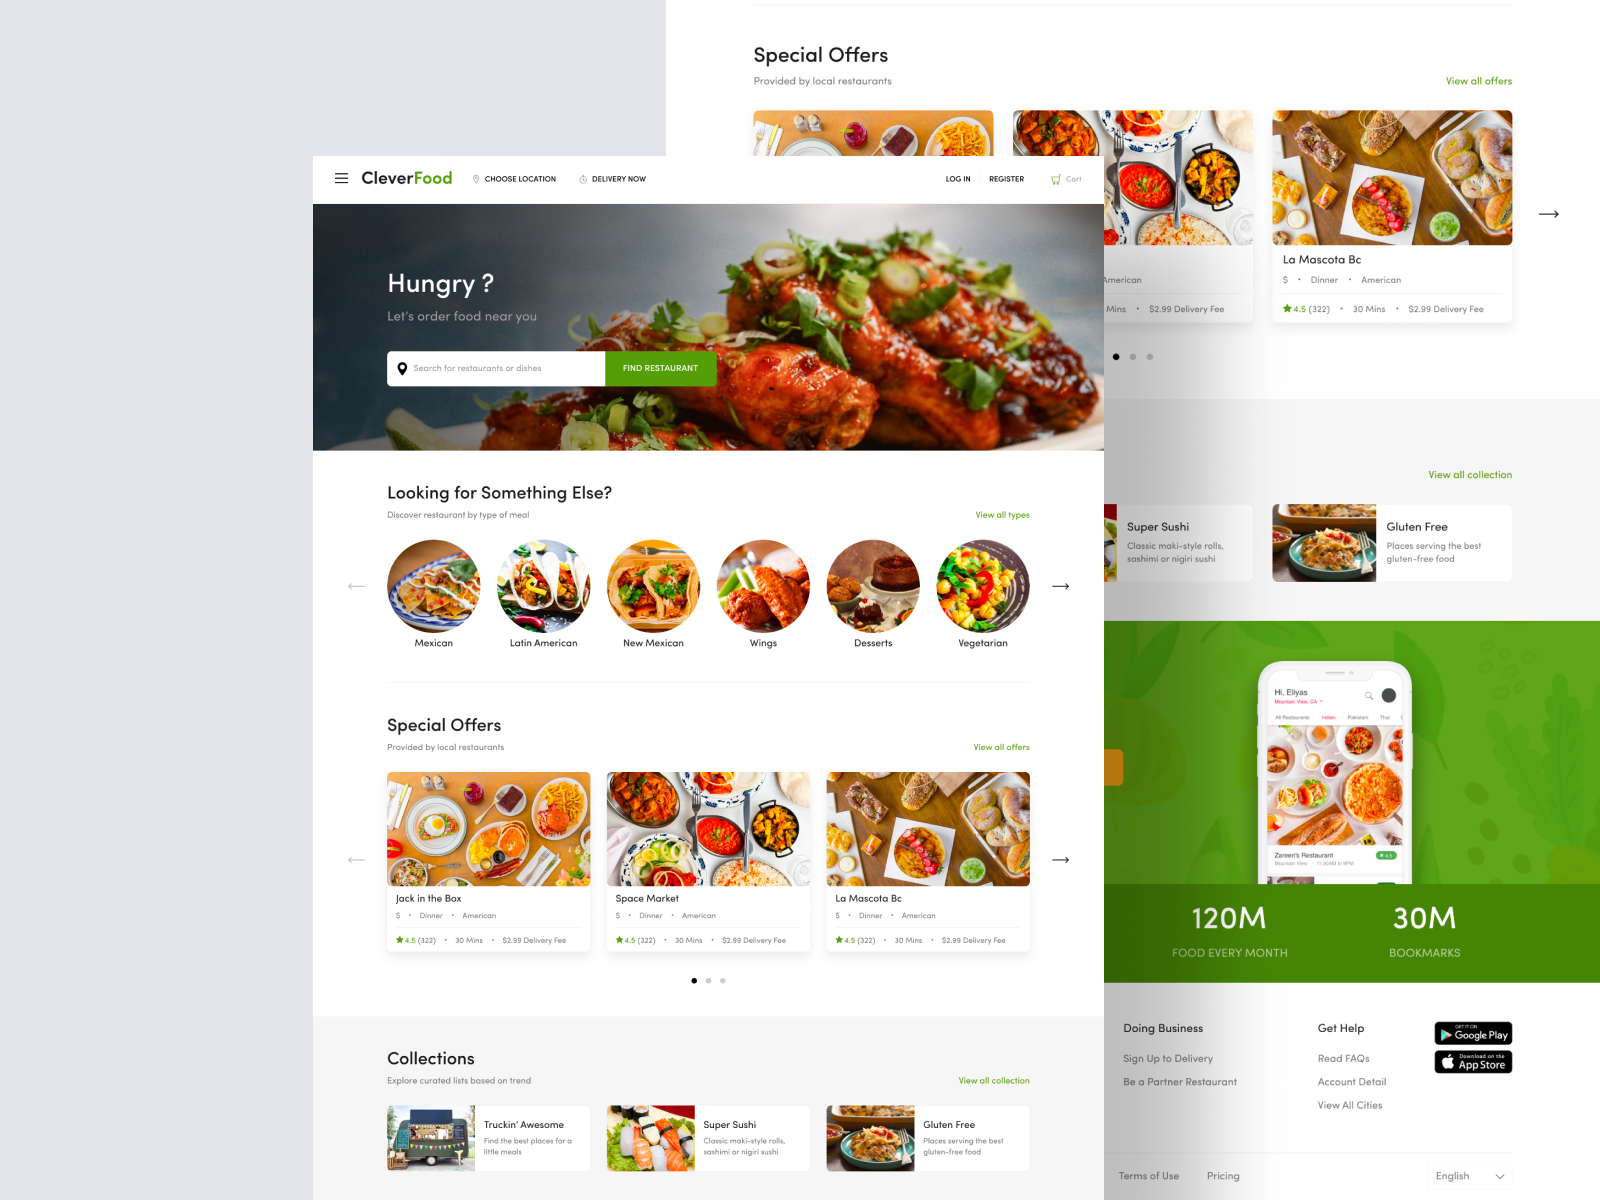 Special Offers
Provided by local restaurants
View all offers
La Mascota Bc
American
$ • Dinner • American
Mins • $2.99 Delivery Fee
4.5 (322) • 30 Mins • $2.99 Delivery Fee
View all collection
Super Sushi
Classic maki-style rolls,
sashimi or nigiri sushi
Gluten Free
Places serving the best
gluten-free food
Hi, Eliyas
Mountain View, CA
All Restaurants Indian Pakistani Thai
Zareen's Restaurant
4.5
Mountain View • 11:30AM to 9PM
120M
FOOD EVERY MONTH
30M
BOOKMARKS
Doing Business
Sign Up to Delivery
Be a Partner Restaurant
Get Help
Read FAQs
Account Detail
View All Cities
GET IT ON
Google Play
Download on the
App Store
Terms of Use
Pricing
English
CleverFood
CHOOSE LOCATION
DELIVERY NOW
LOG IN
REGISTER
Cart
Hungry ?
Let's order food near you
Search for restaurants or dishes
FIND RESTAURANT
Looking for Something Else?
Discover restaurant by type of meal
View all types
Mexican
Latin American
New Mexican
Wings
Desserts
Vegetarian
Special Offers
Provided by local restaurants
View all offers
Jack in the Box
$ • Dinner • American
4.5 (322) • 30 Mins • $2.99 Delivery Fee
Space Market
$ • Dinner • American
4.5 (322) • 30 Mins • $2.99 Delivery Fee
La Mascota Bc
$ • Dinner • American
4.5 (322) • 30 Mins • $2.99 Delivery Fee
Collections
Explore curated lists based on trend
View all collection
Truckin' Awesome
Find the best places for a
little meals
Super Sushi
Classic maki-style rolls,
sashimi or nigiri sushi
Gluten Free
Places serving the best
gluten-free food